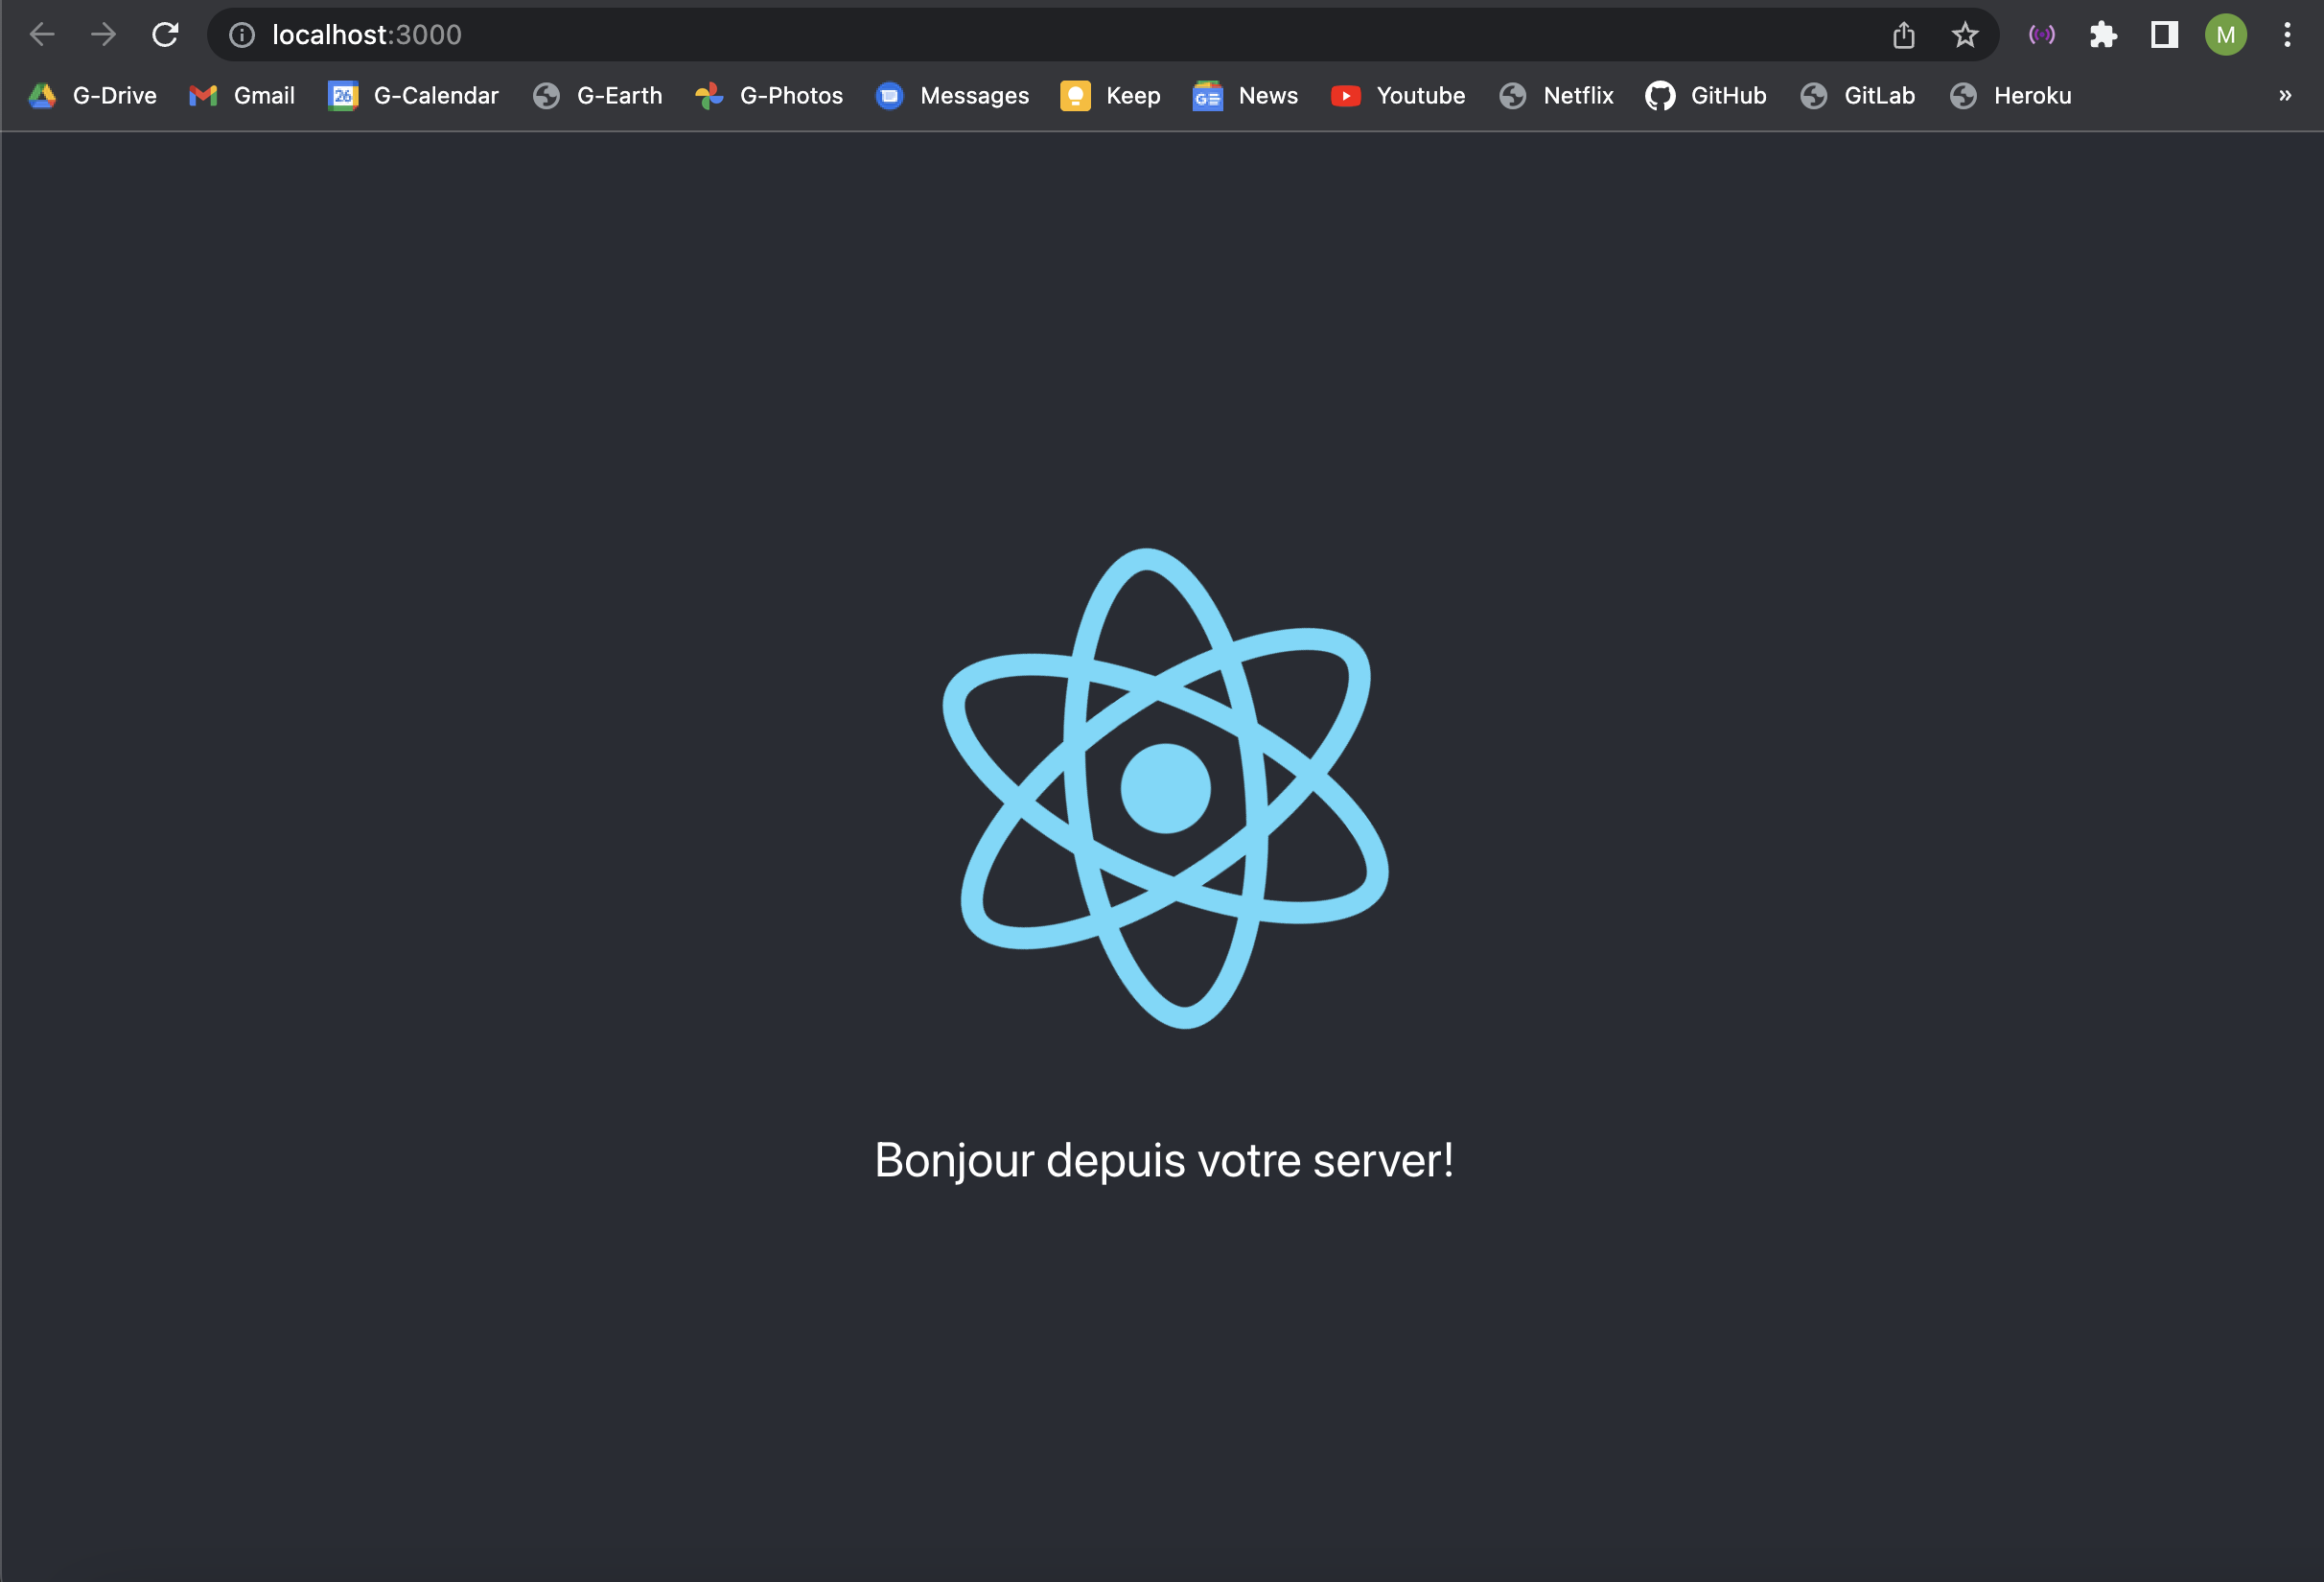 localhost:3000
M
G-Drive Gmail 26 G-Calendar G-Earth G-Photos Messages Keep News Youtube Netflix GitHub GitLab Heroku »
Bonjour depuis votre server!